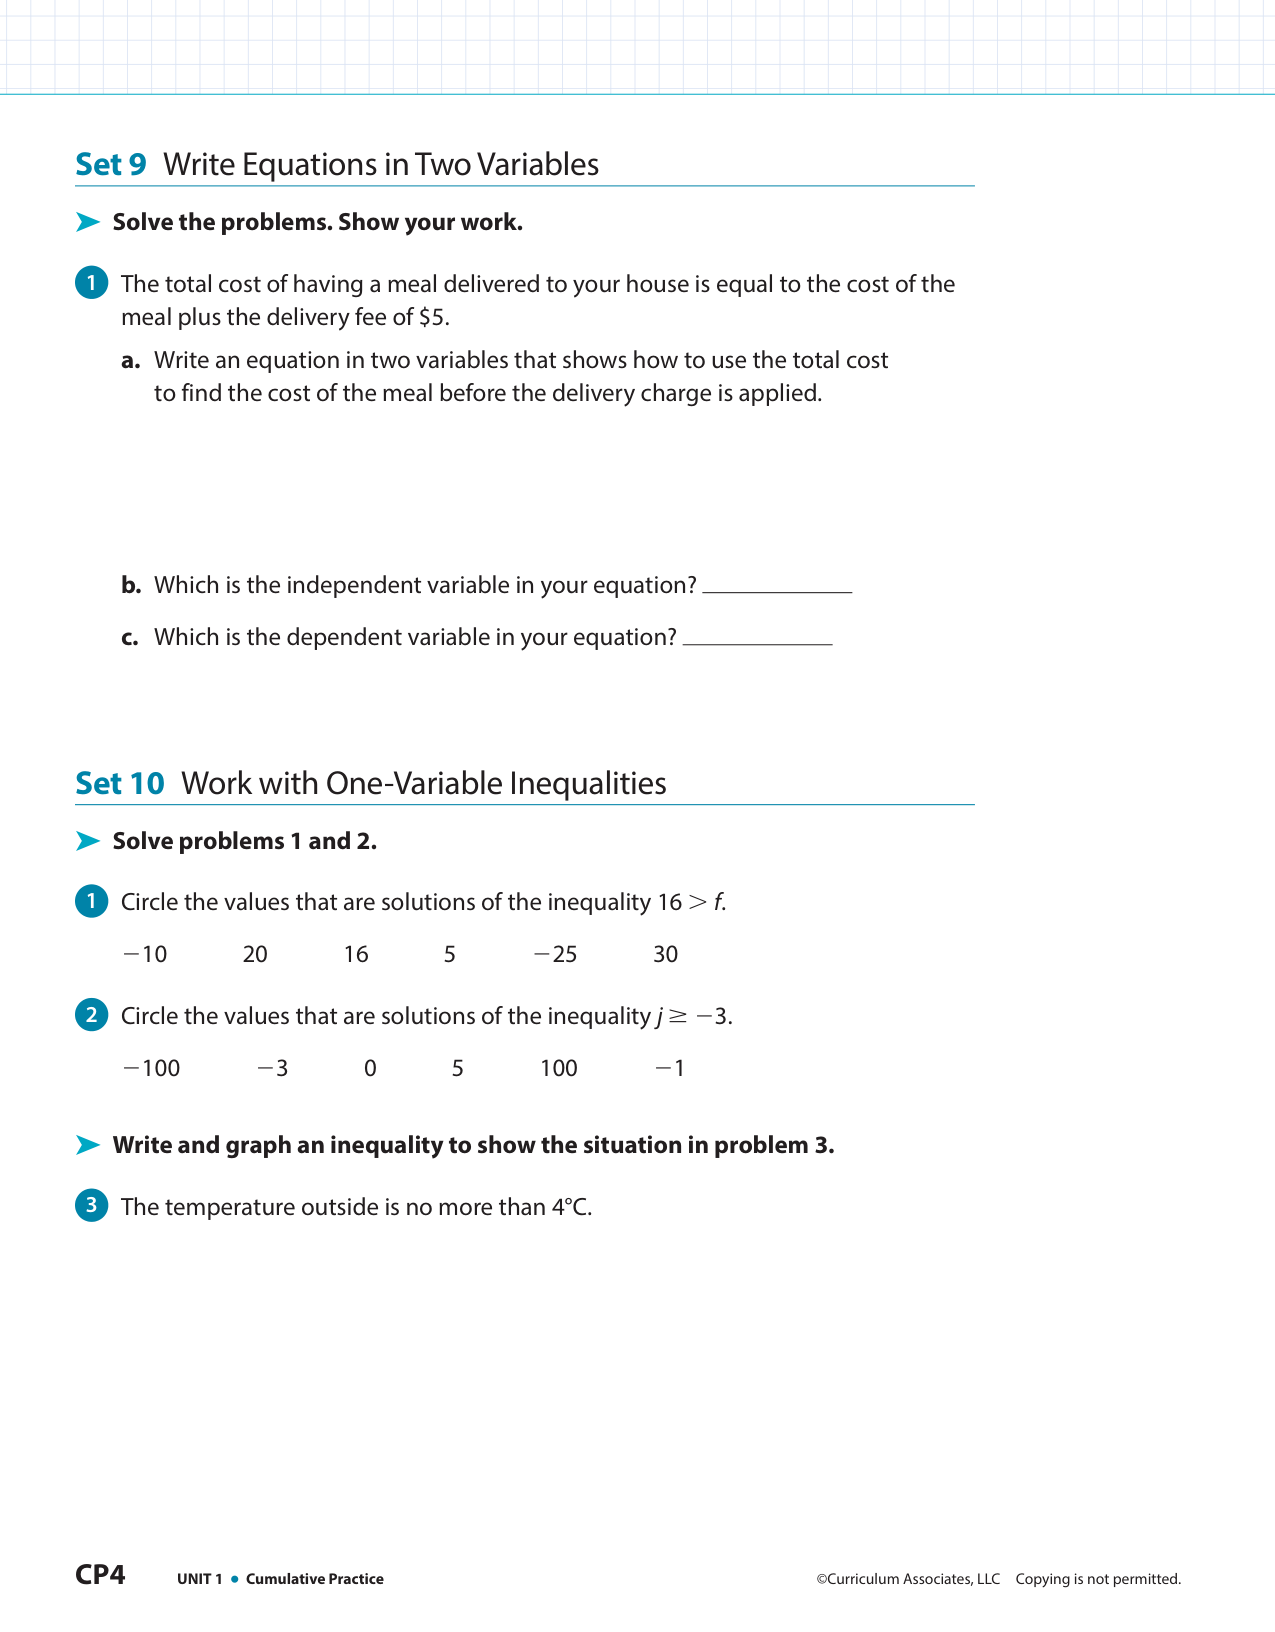 Set 9 Write Equations in Two Variables
➤ Solve the problems. Show your work.
1 The total cost of having a meal delivered to your house is equal to the cost of the
meal plus the delivery fee of $5.
a. Write an equation in two variables that shows how to use the total cost
to find the cost of the meal before the delivery charge is applied.
b. Which is the independent variable in your equation?
c. Which is the dependent variable in your equation?
Set 10 Work with One-Variable Inequalities
➤ Solve problems 1 and 2.
1 Circle the values that are solutions of the inequality 16 > f.
−10 20 16 5 −25 30
2 Circle the values that are solutions of the inequality j ≥ −3.
−100 −3 0 5 100 −1
➤ Write and graph an inequality to show the situation in problem 3.
3 The temperature outside is no more than 4°C.
CP4 UNIT 1 • Cumulative Practice ©Curriculum Associates, LLC Copying is not permitted.